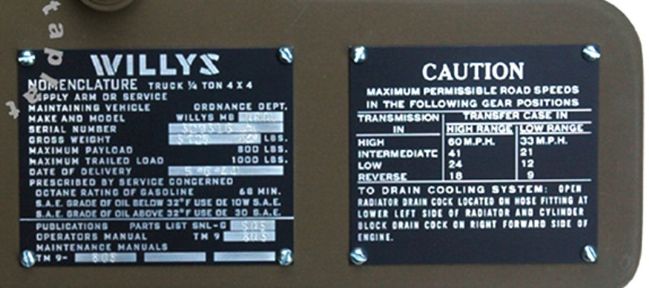 WILLYS
NOMENCLATURE TRUCK ¼ TON 4 X 4
SUPPLY ARM OR SERVICE
MAINTAINING VEHICLE ORDNANCE DEPT.
MAKE AND MODEL WILLYS MB
SERIAL NUMBER
GROSS WEIGHT LBS.
MAXIMUM PAYLOAD 800 LBS.
MAXIMUM TRAILED LOAD 1000 LBS.
DATE OF DELIVERY
PRESCRIBED BY SERVICE CONCERNED
OCTANE RATING OF GASOLINE 68 MIN.
S.A.E. GRADE OF OIL BELOW 32°F USE OE 10W S.A.E.
S.A.E. GRADE OF OIL ABOVE 32°F USE OE 30 S.A.E.
PUBLICATIONS PARTS LIST SNL-G 503
OPERATORS MANUAL TM 9 803
MAINTENANCE MANUALS
TM 9- 803
CAUTION
MAXIMUM PERMISSIBLE ROAD SPEEDS
IN THE FOLLOWING GEAR POSITIONS
TRANSMISSION TRANSFER CASE IN
IN HIGH RANGE LOW RANGE
HIGH 60 M.P.H. 33 M.P.H.
INTERMEDIATE 41 21
LOW 24 12
REVERSE 18 9
TO DRAIN COOLING SYSTEM: OPEN
RADIATOR DRAIN COCK LOCATED ON HOSE FITTING AT
LOWER LEFT SIDE OF RADIATOR AND CYLINDER
BLOCK DRAIN COCK ON RIGHT FORWARD SIDE OF
ENGINE.